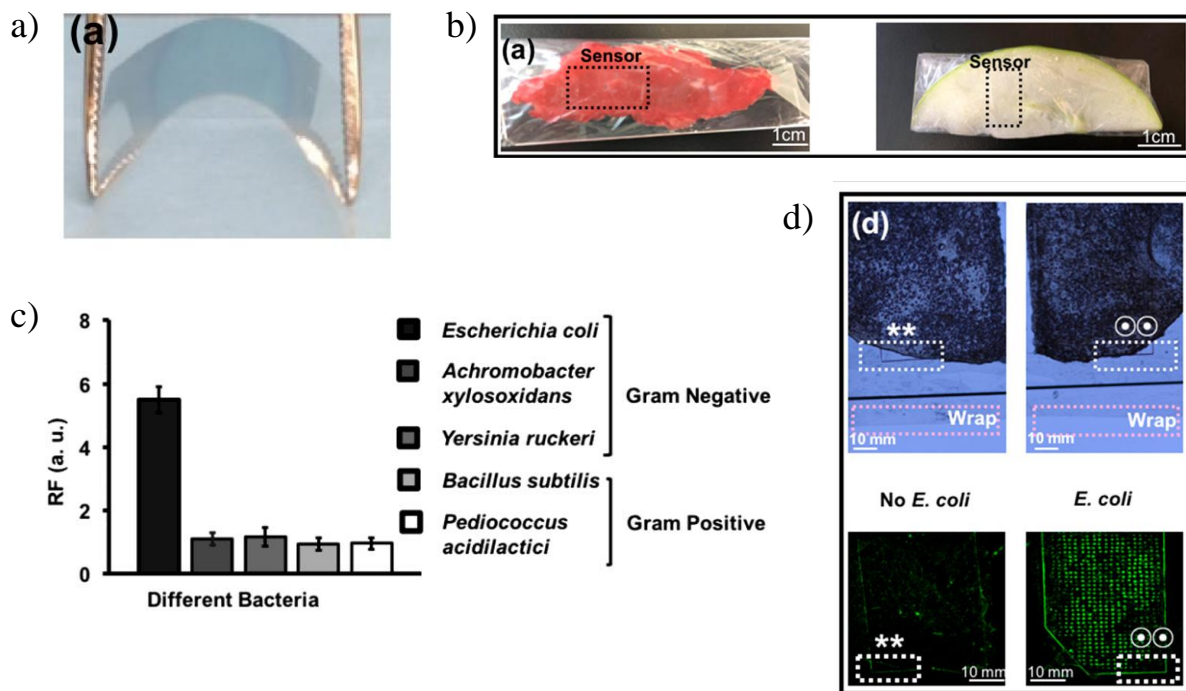 a)
(a)
b)
(a)
Sensor
1cm
Sensor
1cm
c)
RF (a. u.)
8
6
4
2
0
Different Bacteria
Escherichia coli
Achromobacter
xylosoxidans
Yersinia ruckeri
Bacillus subtilis
Pediococcus
acidilactici
Gram Negative
Gram Positive
d)
(d)
**
Wrap
10 mm
Wrap
10 mm
No E. coli
E. coli
**
10 mm
10 mm